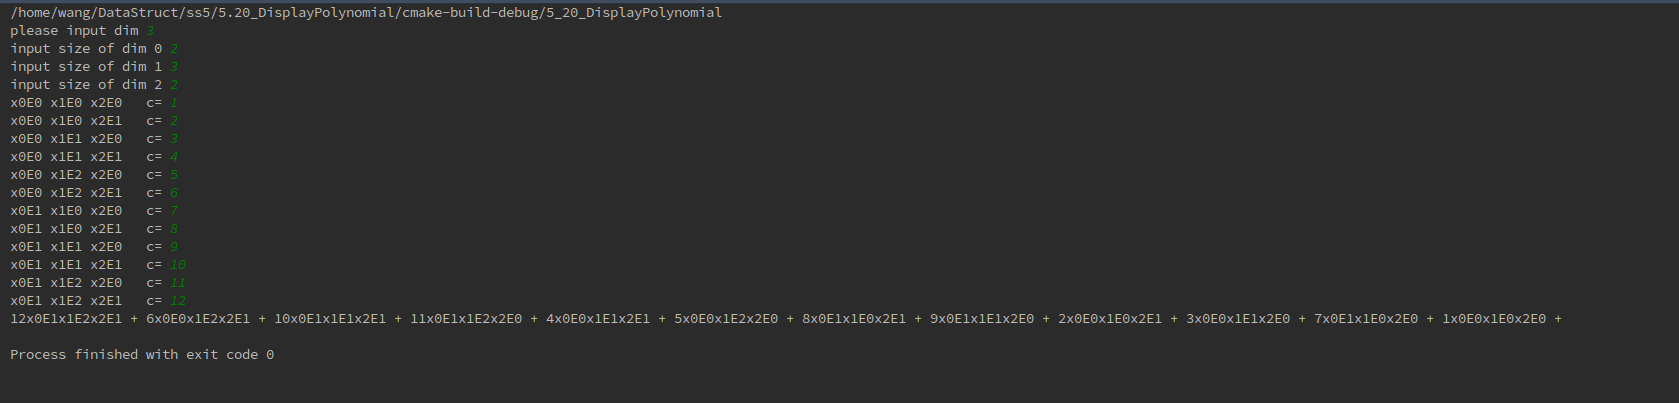 /home/wang/DataStruct/ss5/5.20_DisplayPolynomial/cmake-build-debug/5_20_DisplayPolynomial
please input dim 3
input size of dim 0 2
input size of dim 1 3
input size of dim 2 2
x0E0 x1E0 x2E0   c= 1
x0E0 x1E0 x2E1   c= 2
x0E0 x1E1 x2E0   c= 3
x0E0 x1E1 x2E1   c= 4
x0E0 x1E2 x2E0   c= 5
x0E0 x1E2 x2E1   c= 6
x0E1 x1E0 x2E0   c= 7
x0E1 x1E0 x2E1   c= 8
x0E1 x1E1 x2E0   c= 9
x0E1 x1E1 x2E1   c= 10
x0E1 x1E2 x2E0   c= 11
x0E1 x1E2 x2E1   c= 12
12x0E1x1E2x2E1 + 6x0E0x1E2x2E1 + 10x0E1x1E1x2E1 + 11x0E1x1E2x2E0 + 4x0E0x1E1x2E1 + 5x0E0x1E2x2E0 + 8x0E1x1E0x2E1 + 9x0E1x1E1x2E0 + 2x0E0x1E0x2E1 + 3x0E0x1E1x2E0 + 7x0E1x1E0x2E0 + 1x0E0x1E0x2E0 +
Process finished with exit code 0